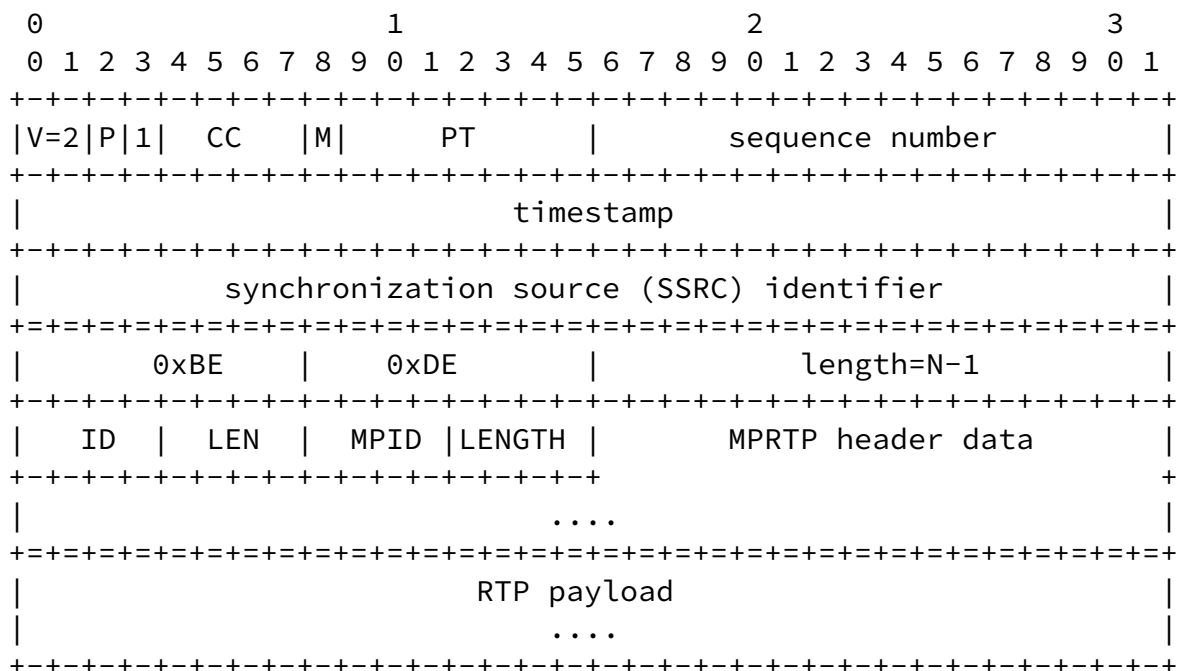 0                   1                   2                   3
 0 1 2 3 4 5 6 7 8 9 0 1 2 3 4 5 6 7 8 9 0 1 2 3 4 5 6 7 8 9 0 1
+-+-+-+-+-+-+-+-+-+-+-+-+-+-+-+-+-+-+-+-+-+-+-+-+-+-+-+-+-+-+-+-+
|V=2|P|1|  CC   |M|     PT      |       sequence number         |
+-+-+-+-+-+-+-+-+-+-+-+-+-+-+-+-+-+-+-+-+-+-+-+-+-+-+-+-+-+-+-+-+
|                           timestamp                           |
+-+-+-+-+-+-+-+-+-+-+-+-+-+-+-+-+-+-+-+-+-+-+-+-+-+-+-+-+-+-+-+-+
|           synchronization source (SSRC) identifier            |
+=+=+=+=+=+=+=+=+=+=+=+=+=+=+=+=+=+=+=+=+=+=+=+=+=+=+=+=+=+=+=+=+
|       0xBE    |    0xDE       |           length=N-1          |
+-+-+-+-+-+-+-+-+-+-+-+-+-+-+-+-+-+-+-+-+-+-+-+-+-+-+-+-+-+-+-+-+
|   ID  |  LEN  |  MPID |LENGTH |       MPRTP header data       |
+-+-+-+-+-+-+-+-+-+-+-+-+-+-+-+-+                               +
|                             ....                              |
+=+=+=+=+=+=+=+=+=+=+=+=+=+=+=+=+=+=+=+=+=+=+=+=+=+=+=+=+=+=+=+=+
|                         RTP payload                           |
|                             ....                              |
+-+-+-+-+-+-+-+-+-+-+-+-+-+-+-+-+-+-+-+-+-+-+-+-+-+-+-+-+-+-+-+-+